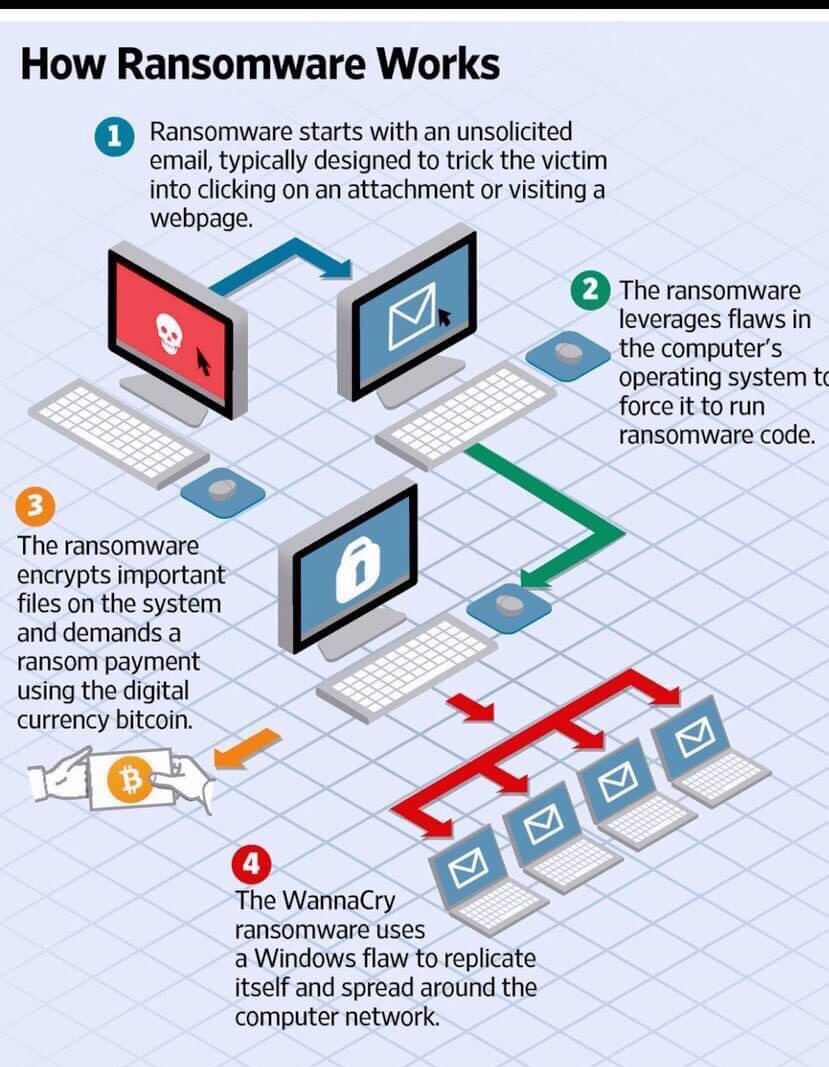 How Ransomware Works
1
Ransomware starts with an unsolicited
email, typically designed to trick the victim
into clicking on an attachment or visiting a
webpage.
2
The ransomware
leverages flaws in
the computer's
operating system to
force it to run
ransomware code.
3
The ransomware
encrypts important
files on the system
and demands a
ransom payment
using the digital
currency bitcoin.
4
The WannaCry
ransomware uses
a Windows flaw to replicate
itself and spread around the
computer network.